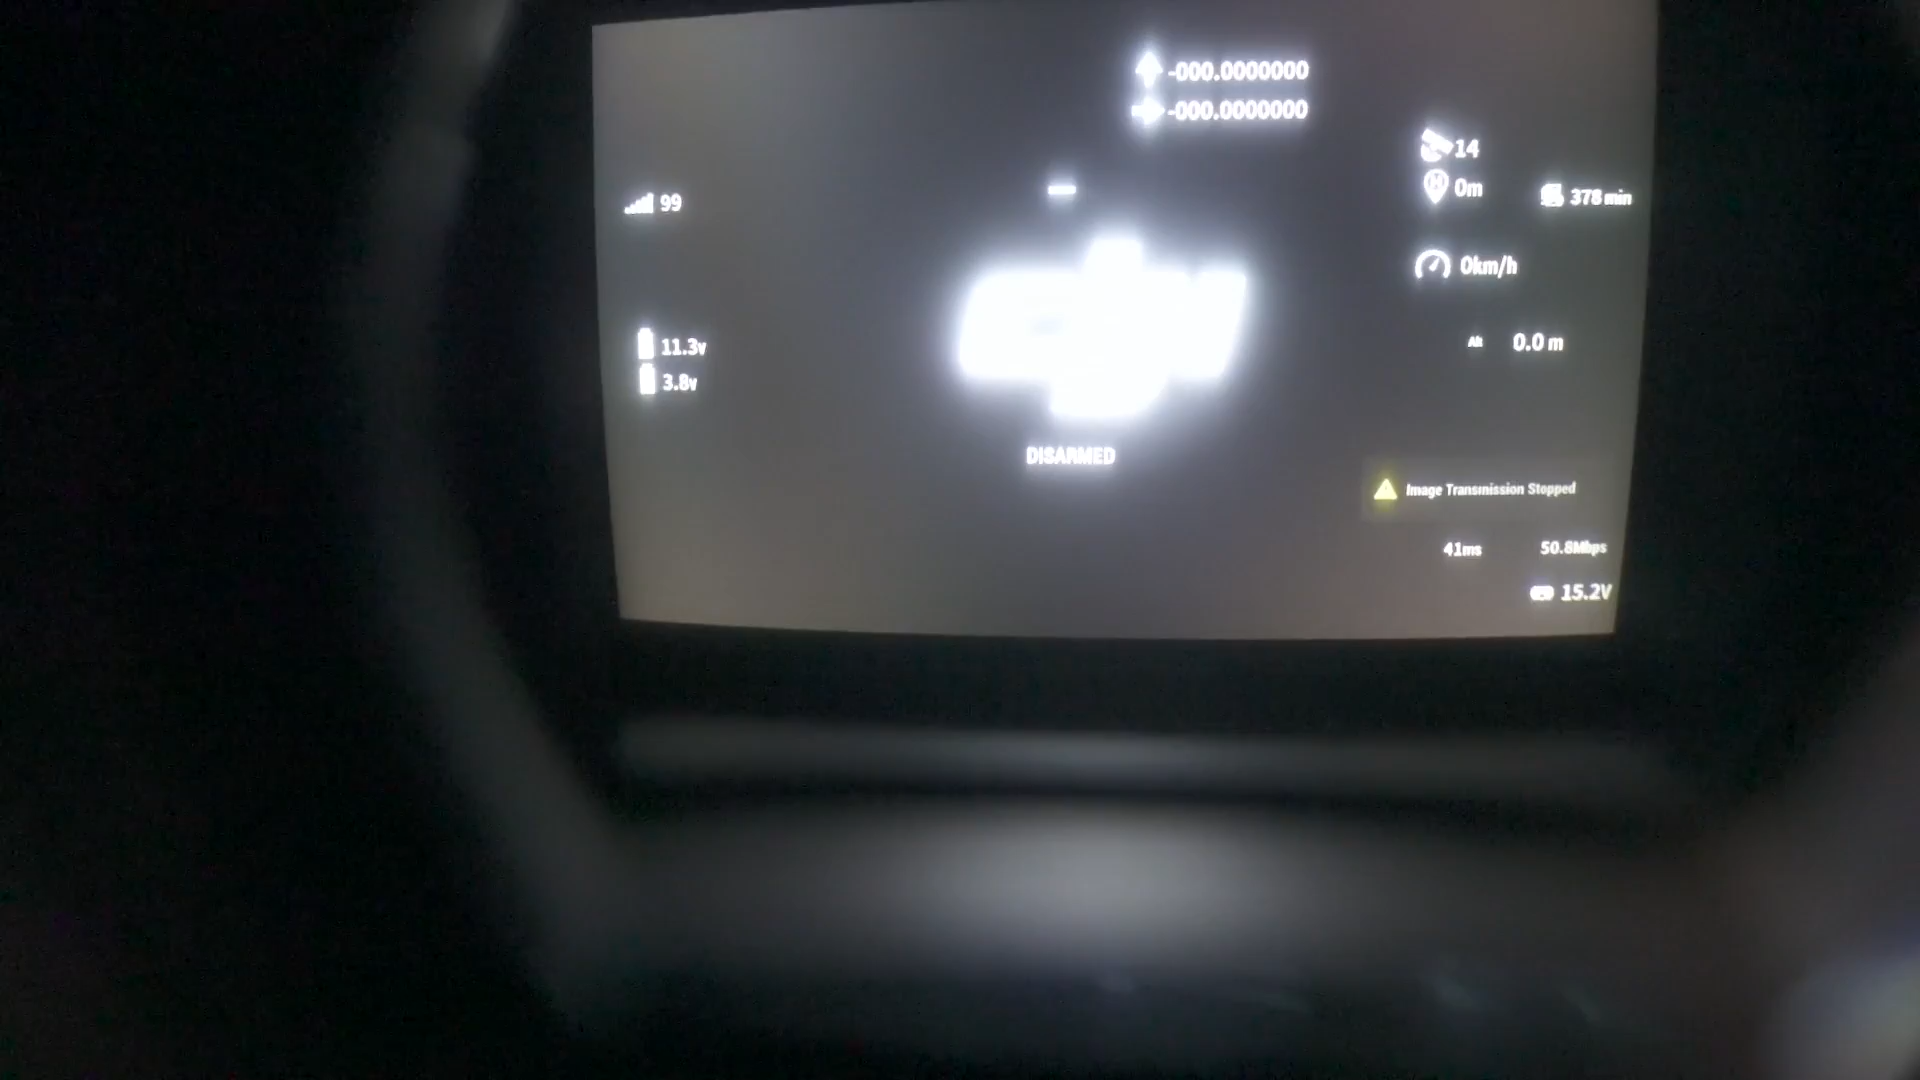 -000.0000000
-000.0000000
14
99
0m
378 min
0km/h
11.3v
Alt 0.0 m
3.8v
DISARMED
Image Transmission Stopped
41ms 50.8Mbps
15.2V